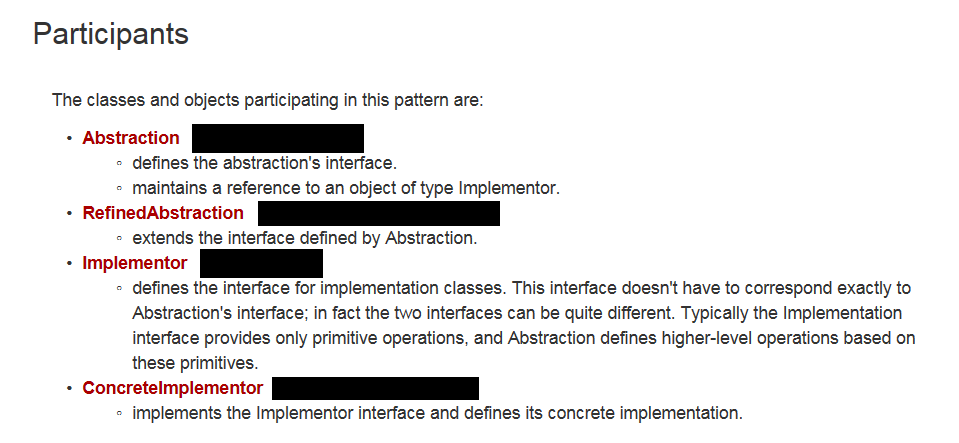 Participants
The classes and objects participating in this pattern are:
• Abstraction
◦ defines the abstraction's interface.
◦ maintains a reference to an object of type Implementor.
• RefinedAbstraction
◦ extends the interface defined by Abstraction.
• Implementor
◦ defines the interface for implementation classes. This interface doesn't have to correspond exactly to
Abstraction's interface; in fact the two interfaces can be quite different. Typically the Implementation
interface provides only primitive operations, and Abstraction defines higher-level operations based on
these primitives.
• ConcreteImplementor
◦ implements the Implementor interface and defines its concrete implementation.